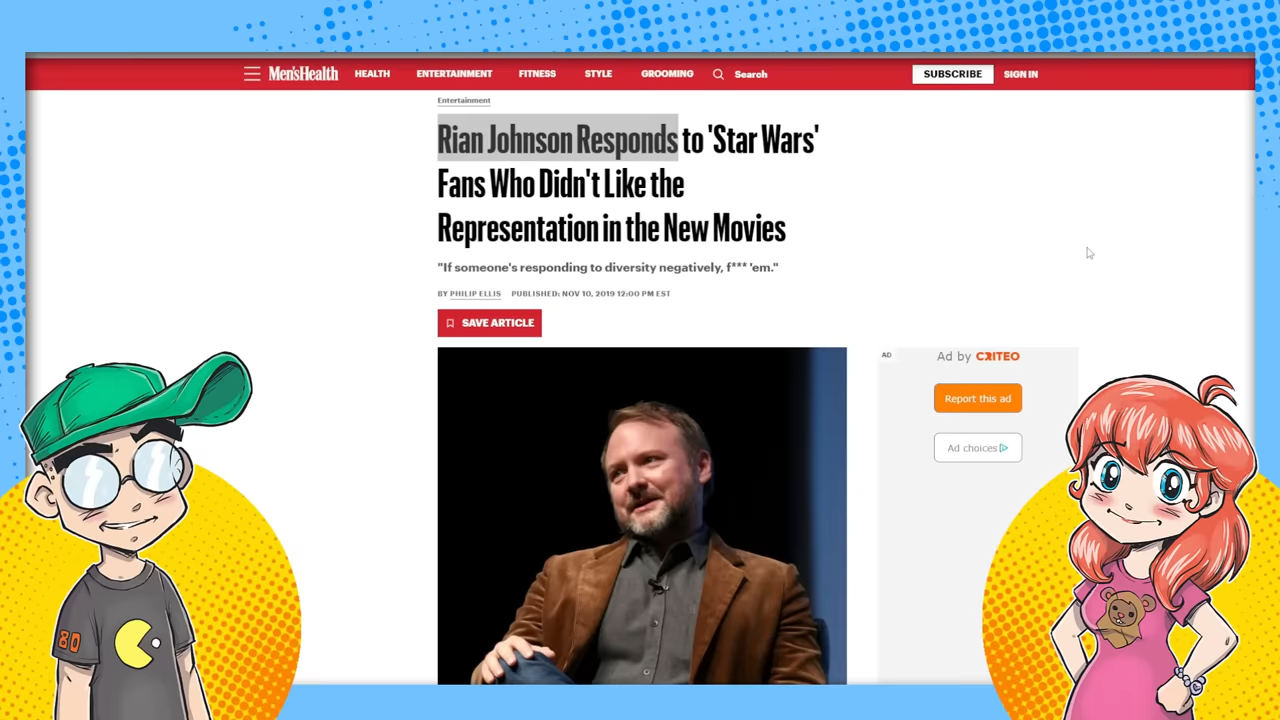 Men'sHealth HEALTH ENTERTAINMENT FITNESS STYLE GROOMING Search SUBSCRIBE SIGN IN
Entertainment
Rian Johnson Responds to 'Star Wars'
Fans Who Didn't Like the
Representation in the New Movies
"If someone's responding to diversity negatively, f*** 'em."
BY PHILIP ELLIS PUBLISHED: NOV 10, 2019 12:00 PM EST
SAVE ARTICLE
AD
Ad by CRITEO
Report this ad
Ad choices
80